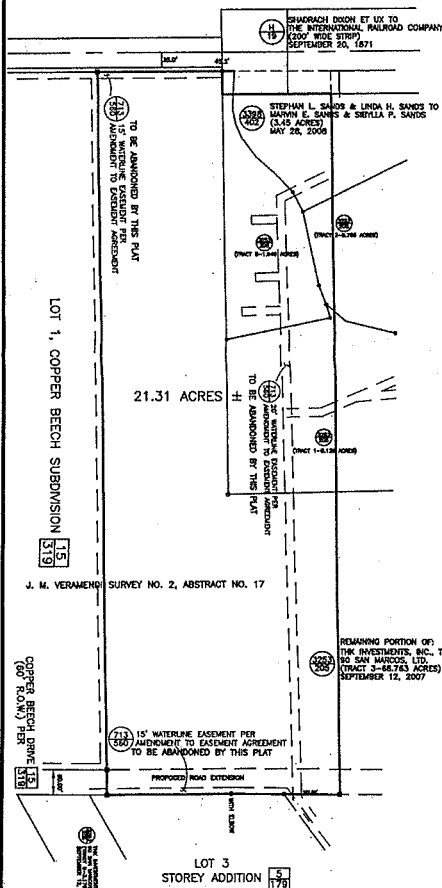 H
19
SHADRACH DIXON ET UX TO
THE INTERNATIONAL RAILROAD COMPANY
(200' WIDE STRIP)
SEPTEMBER 20, 1871
STEPHAN L. SANDS & LINDA H. SANDS TO
MARVIN E. SANDS & SIBYLLA P. SANDS
(3.45 ACRES)
713
560
15' WATERLINE EASEMENT PER
AMENDMENT TO EASEMENT AGREEMENT
TO BE ABANDONED BY THIS PLAT
LOT 1, COPPER BEECH SUBDIVISION
15
319
21.31 ACRES ±
WATERLINE EASEMENT PER
AMENDMENT TO EASEMENT AGREEMENT
TO BE ABANDONED BY THIS PLAT
J. M. VERAMENDI SURVEY NO. 2, ABSTRACT NO. 17
REMAINING PORTION OF:
THK INVESTMENTS, INC., T
90 SAN MARCOS, LTD.
(TRACT 3-68.763 ACRES)
SEPTEMBER 12, 2007
COPPER BEECH DRIVE
(60' R.O.W.) PER
15
319
713
560
15' WATERLINE EASEMENT PER
AMENDMENT TO EASEMENT AGREEMENT
TO BE ABANDONED BY THIS PLAT
PROPOSED ROAD EXTENSION
LOT 3
STOREY ADDITION
5
179